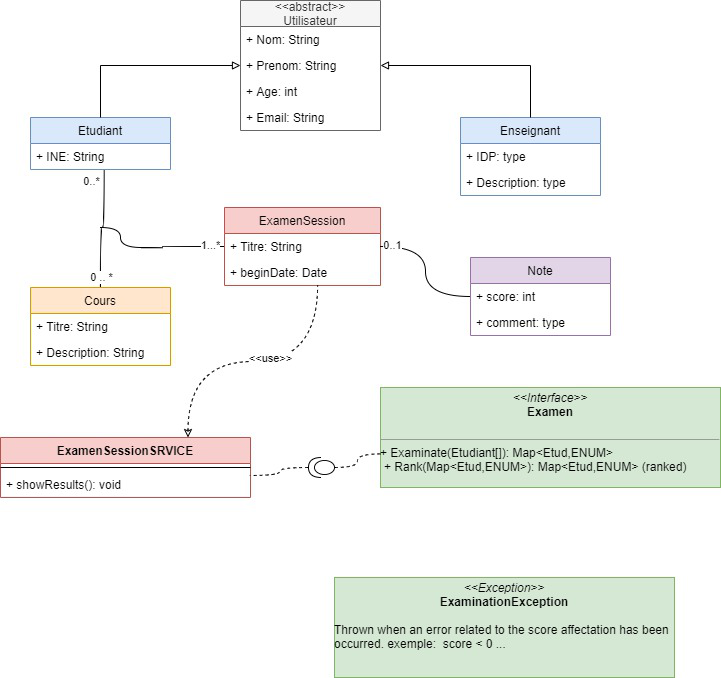 <<abstract>>
Utilisateur
+ Nom: String
+ Prenom: String
+ Age: int
+ Email: String
Etudiant
+ INE: String
Enseignant
+ IDP: type
+ Description: type
0..*
ExamenSession
+ Titre: String
+ beginDate: Date
1...*
0..1
Note
+ score: int
+ comment: type
0 .. *
Cours
+ Titre: String
+ Description: String
<<use>>
<<Interface>>
Examen
+ Examinate(Etudiant[]): Map<Etud,ENUM>
+ Rank(Map<Etud,ENUM>): Map<Etud,ENUM> (ranked)
ExamenSessionSRVICE
+ showResults(): void
<<Exception>>
ExaminationException
Thrown when an error related to the score affectation has been
occurred. exemple:  score < 0 ...